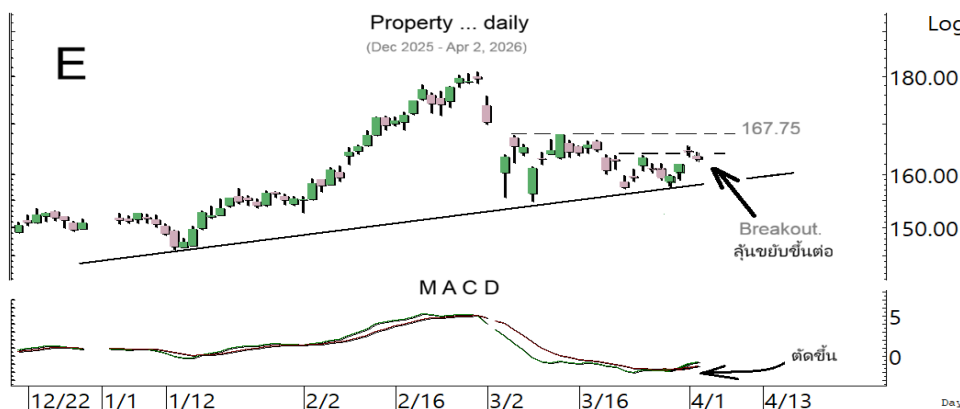 Property ... daily
Log
(Dec 2025 - Apr 2, 2026)
E
180.00
167.75
160.00
150.00
Breakout.
ลุ้นขยับขึ้นต่อ
M A C D
5
0
ตัดขึ้น
12/22 1/1 1/12 2/2 2/16 3/2 3/16 4/1 4/13
Day